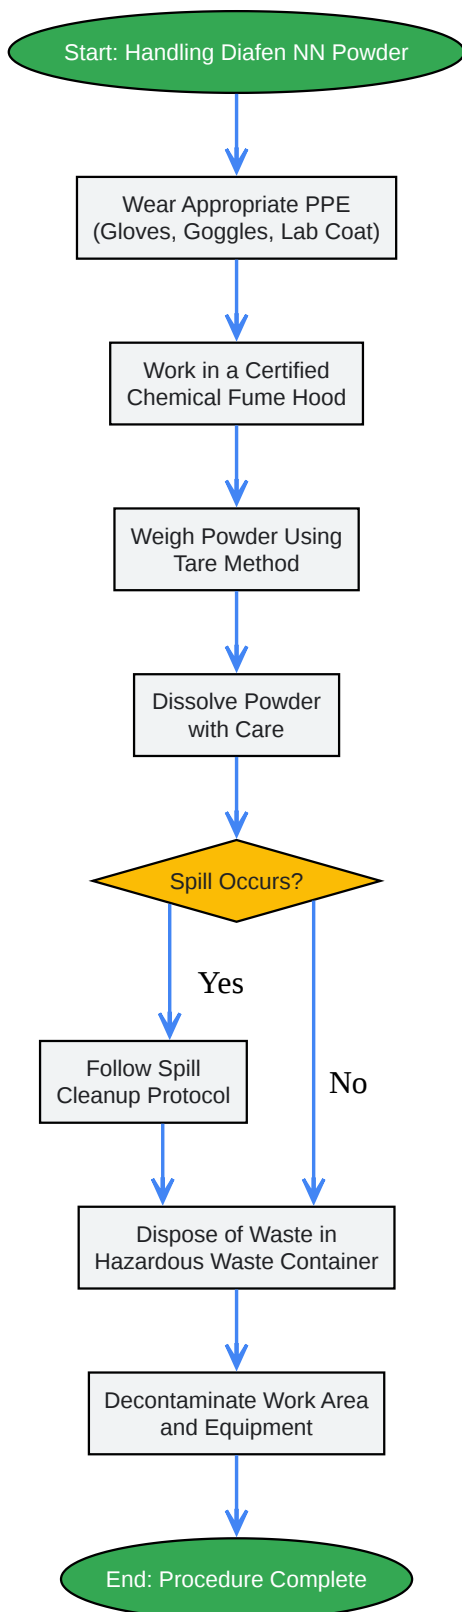 Start: Handling Diafen NN Powder
Wear Appropriate PPE
(Gloves, Goggles, Lab Coat)
Work in a Certified
Chemical Fume Hood
Weigh Powder Using
Tare Method
Dissolve Powder
with Care
Spill Occurs?
Yes
Follow Spill
Cleanup Protocol
No
Dispose of Waste in
Hazardous Waste Container
Decontaminate Work Area
and Equipment
End: Procedure Complete